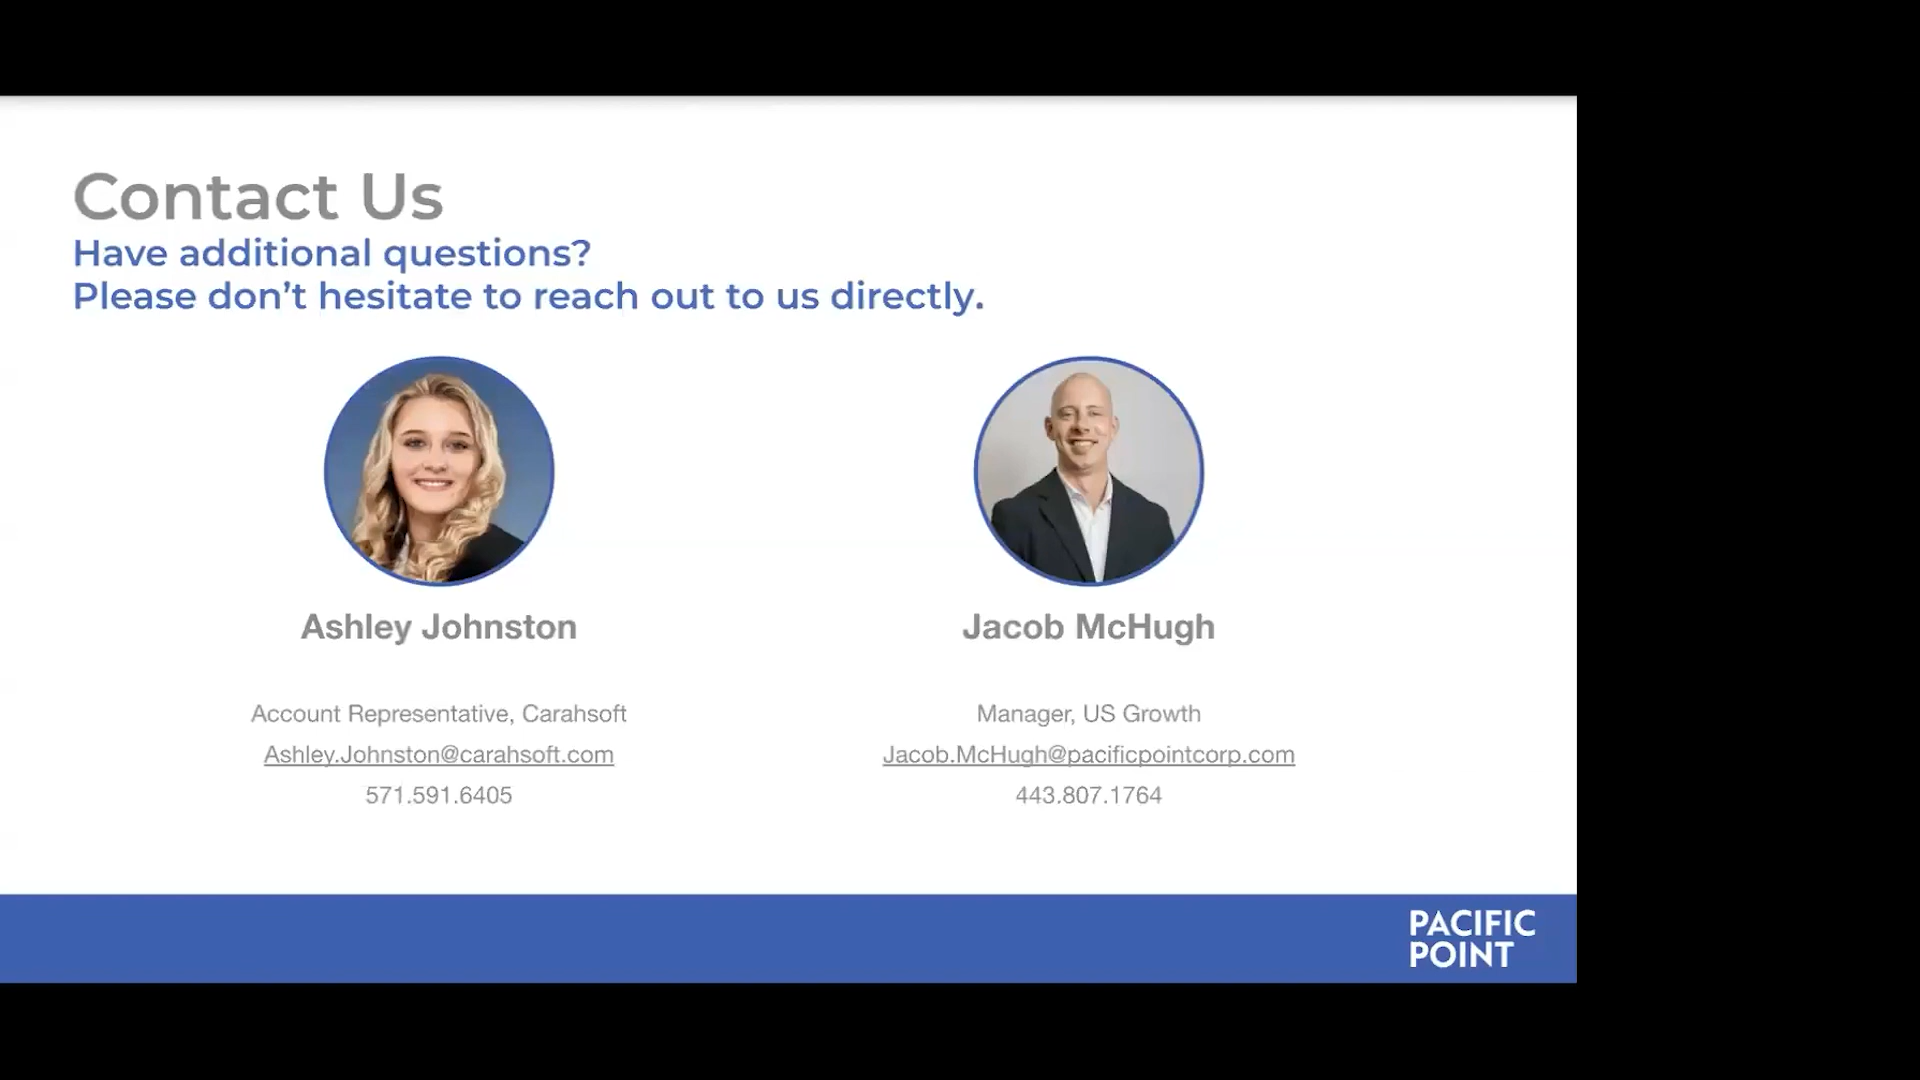 Contact Us
Have additional questions?
Please don’t hesitate to reach out to us directly.
Ashley Johnston
Account Representative, Carahsoft
Ashley.Johnston@carahsoft.com
571.591.6405
Jacob McHugh
Manager, US Growth
Jacob.McHugh@pacificpointcorp.com
443.807.1764
PACIFIC
POINT